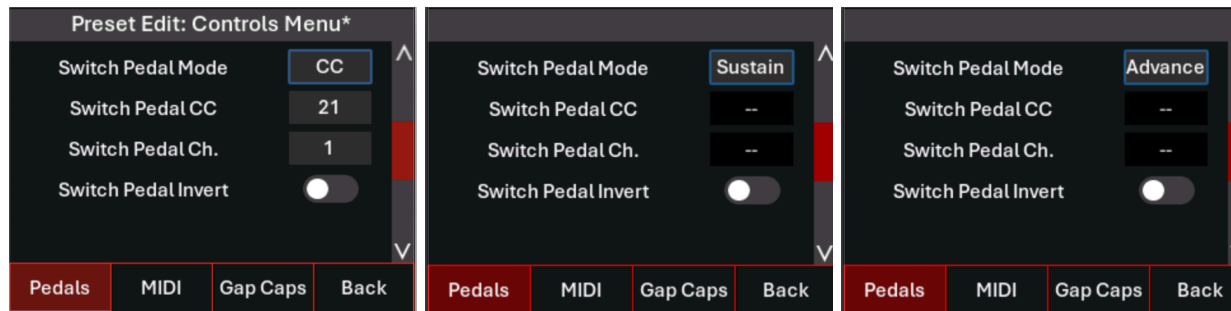 Preset Edit: Controls Menu*
Switch Pedal Mode CC
Switch Pedal CC 21
Switch Pedal Ch. 1
Switch Pedal Invert
Pedals MIDI Gap Caps Back
Switch Pedal Mode Sustain
Switch Pedal CC --
Switch Pedal Ch. --
Switch Pedal Invert
Pedals MIDI Gap Caps Back
Switch Pedal Mode Advance
Switch Pedal CC --
Switch Pedal Ch. --
Switch Pedal Invert
Pedals MIDI Gap Caps Back